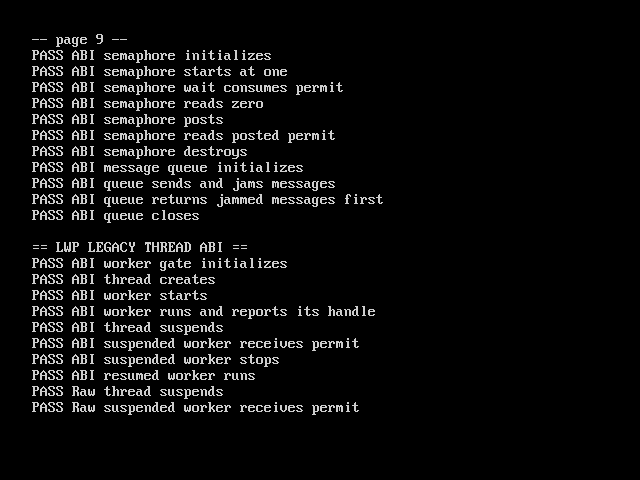 -- page 9 --
PASS ABI semaphore initializes
PASS ABI semaphore starts at one
PASS ABI semaphore wait consumes permit
PASS ABI semaphore reads zero
PASS ABI semaphore posts
PASS ABI semaphore reads posted permit
PASS ABI semaphore destroys
PASS ABI message queue initializes
PASS ABI queue sends and jams messages
PASS ABI queue returns jammed messages first
PASS ABI queue closes
== LWP LEGACY THREAD ABI ==
PASS ABI worker gate initializes
PASS ABI thread creates
PASS ABI worker starts
PASS ABI worker runs and reports its handle
PASS ABI thread suspends
PASS ABI suspended worker receives permit
PASS ABI suspended worker stops
PASS ABI resumed worker runs
PASS Raw thread suspends
PASS Raw suspended worker receives permit